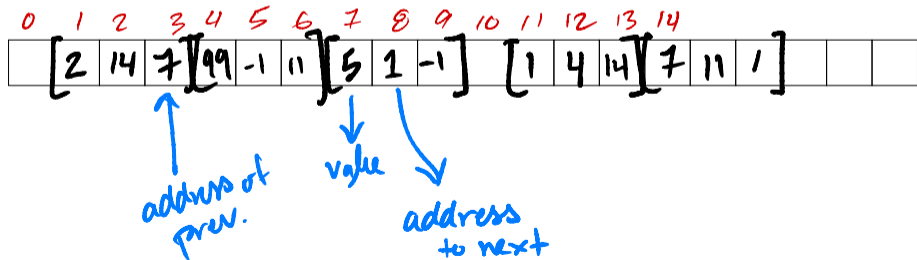 0 1 2 3 4 5 6 7 8 9 10 11 12 13 14
[2 14 7][99 -1 11][5 1 -1] [1 4 14][7 11 1]
address of
prev.
value
address
to next